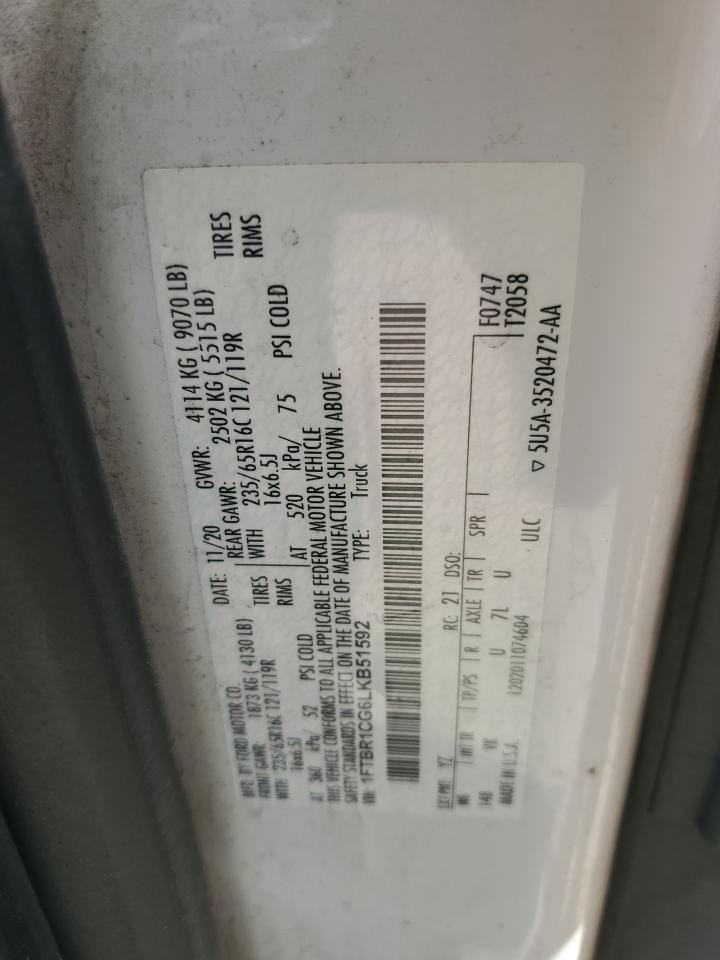 MFD. BY FORD MOTOR CO. DATE: 11/20 GVWR: 4114 KG ( 9070 LB)
FRONT GAWR: 1873 KG ( 4130 LB) REAR GAWR: 2502 KG ( 5515 LB)
WITH 235/65R16C 121/119R TIRES WITH 235/65R16C 121/119R TIRES
16x6.5J RIMS 16x6.5J RIMS
AT 360 kPa/ 52 PSI COLD AT 520 kPa/ 75 PSI COLD
THIS VEHICLE CONFORMS TO ALL APPLICABLE FEDERAL MOTOR VEHICLE
SAFETY STANDARDS IN EFFECT ON THE DATE OF MANUFACTURE SHOWN ABOVE.
VIN: 1FTBR1CG6LKB51592 TYPE: Truck
EXT PNT: YZ RC: 21 DSO: F0747
WB INT TR TP/PS R AXLE TR SPR T2058
148 VK U 7L U
MADE IN U.S.A. 1202011074604 ULC ▽ 5U5A-3520472-AA